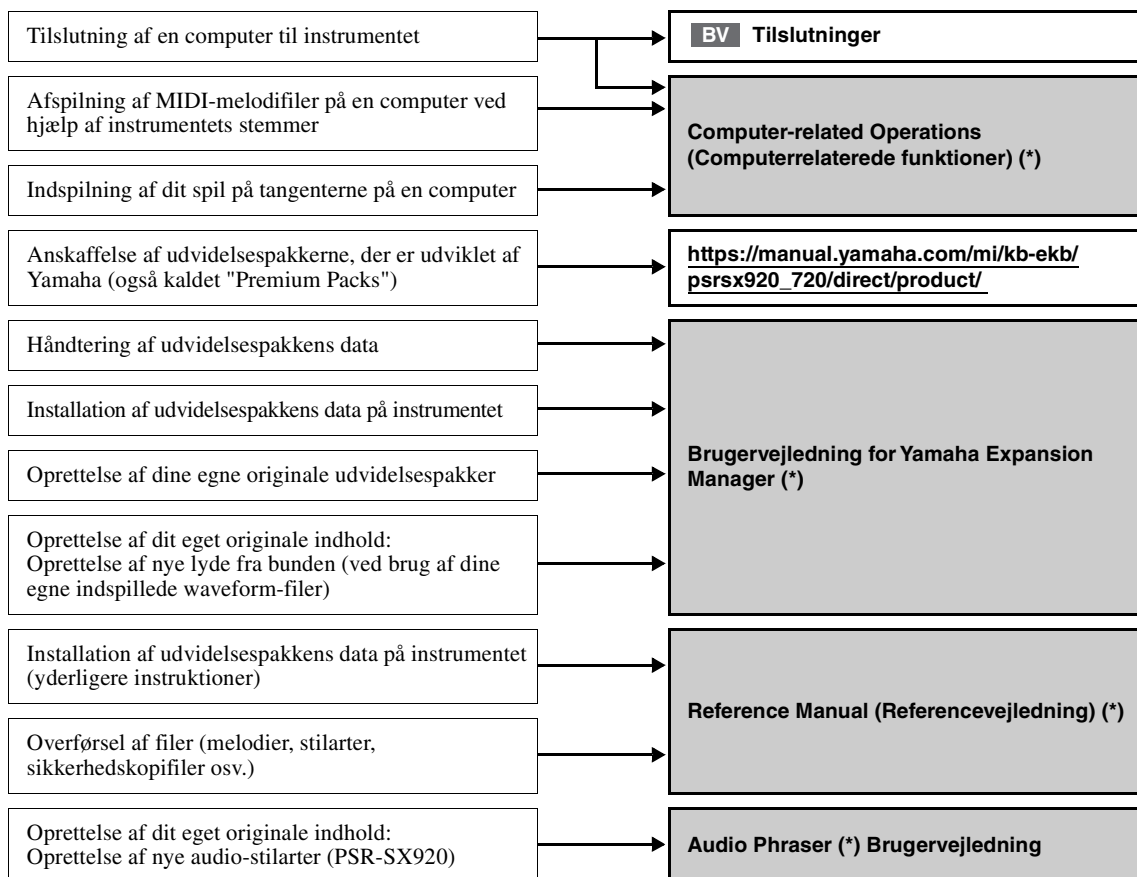 Tilslutning af en computer til instrumentet
BV Tilslutninger
Afspilning af MIDI-melodifiler på en computer ved
hjælp af instrumentets stemmer
Computer-related Operations
(Computerrelaterede funktioner) (*)
Indspilning af dit spil på tangenterne på en computer
Anskaffelse af udvidelsespakkerne, der er udviklet af
Yamaha (også kaldet "Premium Packs")
https://manual.yamaha.com/mi/kb-ekb/
psrsx920_720/direct/product/
Håndtering af udvidelsespakkens data
Installation af udvidelsespakkens data på instrumentet
Oprettelse af dine egne originale udvidelsespakker
Oprettelse af dit eget originale indhold:
Oprettelse af nye lyde fra bunden (ved brug af dine
egne indspillede waveform-filer)
Brugervejledning for Yamaha Expansion
Manager (*)
Installation af udvidelsespakkens data på instrumentet
(yderligere instruktioner)
Overførsel af filer (melodier, stilarter,
sikkerhedskopifiler osv.)
Reference Manual (Referencevejledning) (*)
Oprettelse af dit eget originale indhold:
Oprettelse af nye audio-stilarter (PSR-SX920)
Audio Phraser (*) Brugervejledning